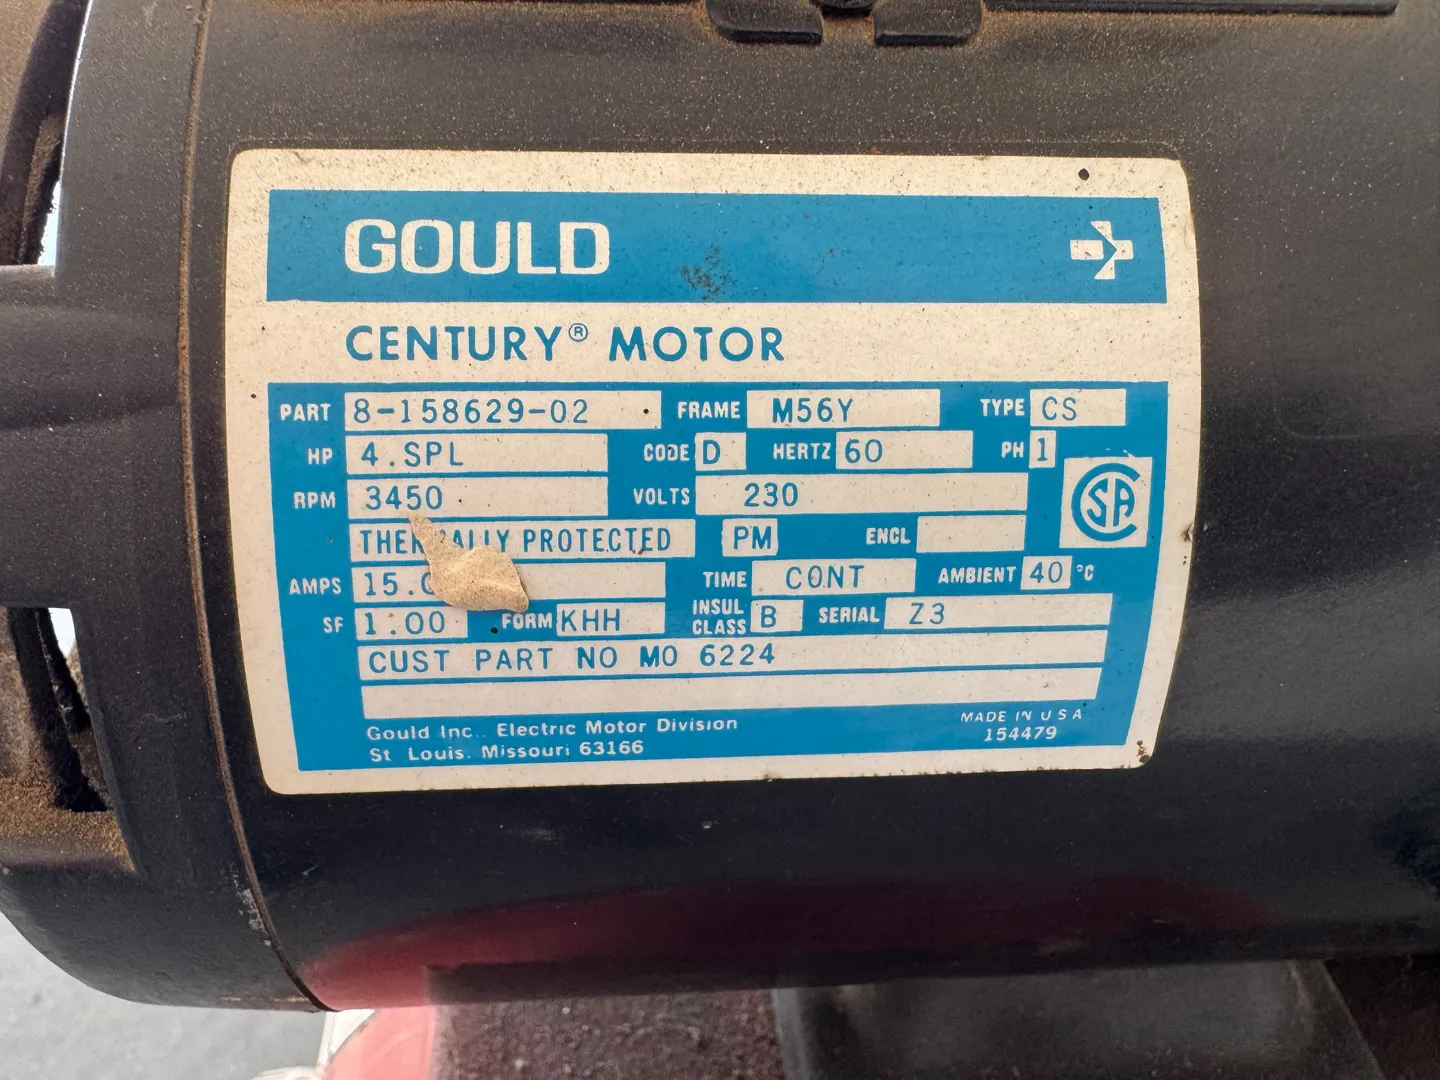 GOULD
CENTURY® MOTOR
PART 8-158629-02 FRAME M56Y TYPE CS
HP 4.SPL CODE D HERTZ 60 PH 1
RPM 3450 VOLTS 230
CSA
PROTECTED PM ENCL
AMPS TIME CONT AMBIENT 40 °C
SF 1.00 FORM KHH INSUL CLASS B SERIAL Z3
CUST PART NO MO 6224
Gould Inc. Electric Motor Division MADE IN U S A
St Louis, Missouri 63166 154479